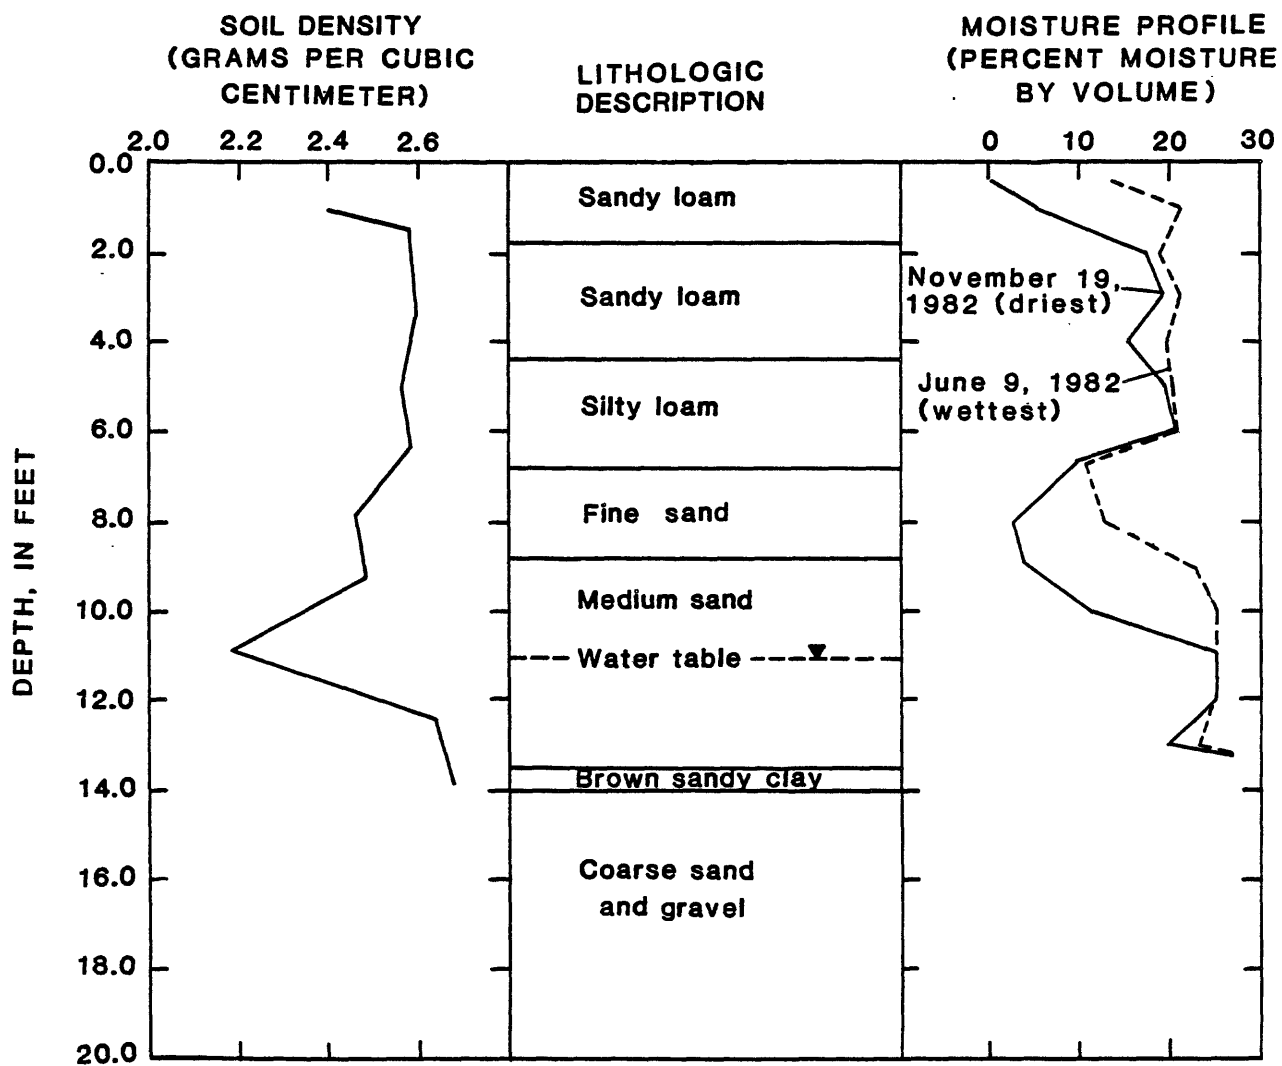 SOIL DENSITY
(GRAMS PER CUBIC
CENTIMETER)
LITHOLOGIC
DESCRIPTION
MOISTURE PROFILE
(PERCENT MOISTURE
BY VOLUME)
2.0 2.2 2.4 2.6
0 10 20 30
DEPTH, IN FEET
0.0
2.0
4.0
6.0
8.0
10.0
12.0
14.0
16.0
18.0
20.0
Sandy loam
Sandy loam
Silty loam
Fine sand
Medium sand
Water table
Brown sandy clay
Coarse sand
and gravel
November 19,
1982 (driest)
June 9, 1982
(wettest)